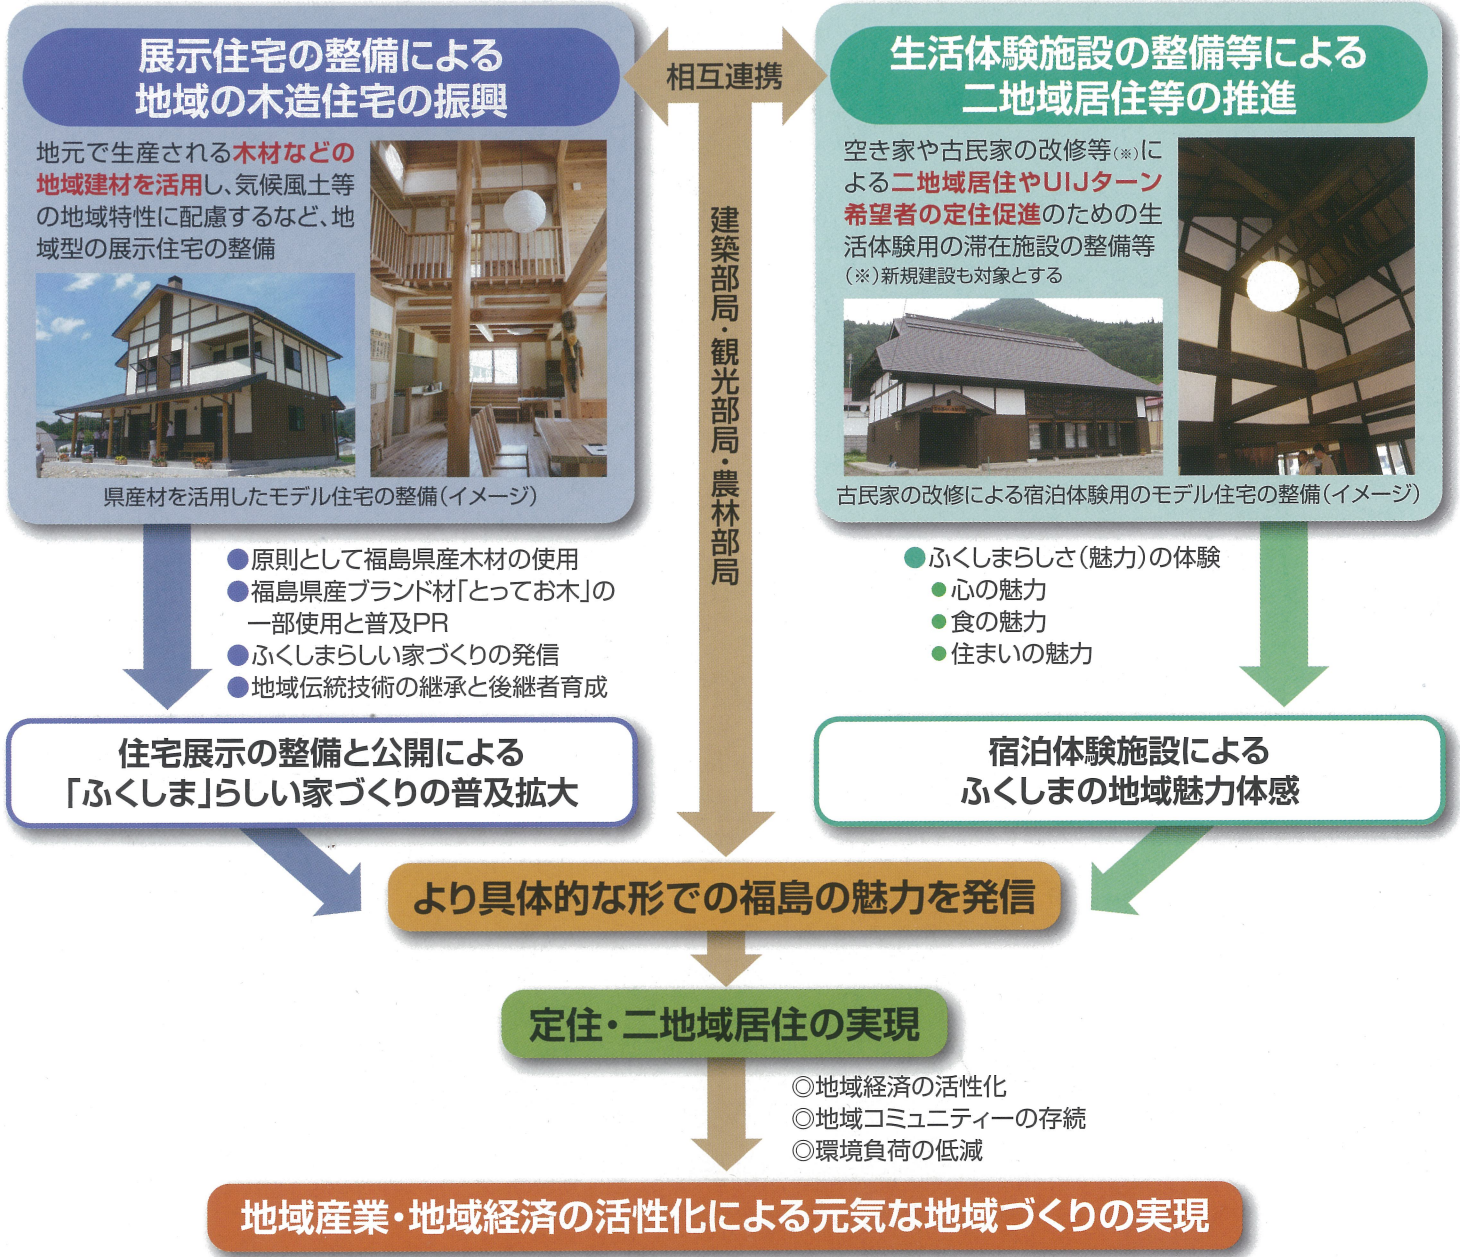 展示住宅の整備による
地域の木造住宅の振興
地元で生産される木材などの
地域建材を活用し、気候風土等
の地域特性に配慮するなど、地
域型の展示住宅の整備
県産材を活用したモデル住宅の整備（イメージ）
相互連携
建築部局・観光部局・農林部局
生活体験施設の整備等による
二地域居住等の推進
空き家や古民家の改修等（※）に
よる二地域居住やUIJターン
希望者の定住促進のための生
活体験用の滞在施設の整備等
（※）新規建設も対象とする
古民家の改修による宿泊体験用のモデル住宅の整備（イメージ）
●原則として福島県産木材の使用
●福島県産ブランド材「とってお木」の
一部使用と普及PR
●ふくしまらしい家づくりの発信
●地域伝統技術の継承と後継者育成
●ふくしまらしさ（魅力）の体験
●心の魅力
●食の魅力
●住まいの魅力
住宅展示の整備と公開による
「ふくしま」らしい家づくりの普及拡大
宿泊体験施設による
ふくしまの地域魅力体感
より具体的な形での福島の魅力を発信
定住・二地域居住の実現
◎地域経済の活性化
◎地域コミュニティーの存続
◎環境負荷の低減
地域産業・地域経済の活性化による元気な地域づくりの実現